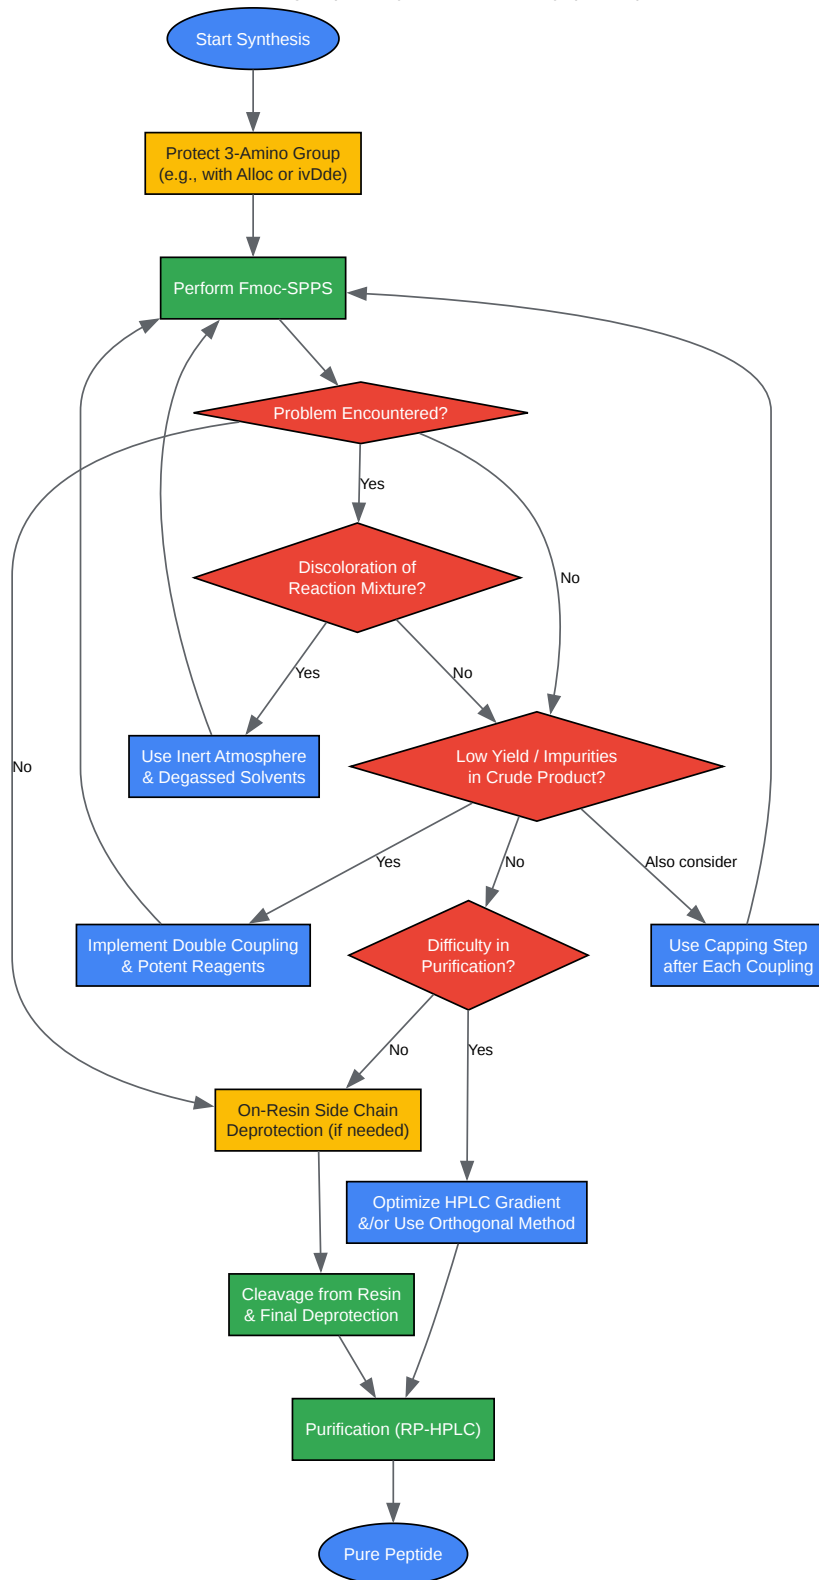 Start Synthesis
Protect 3-Amino Group
(e.g., with Alloc or ivDde)
Perform Fmoc-SPPS
Problem Encountered?
Yes
Discoloration of
Reaction Mixture?
No
Yes
No
Use Inert Atmosphere
& Degassed Solvents
Low Yield / Impurities
in Crude Product?
No
Yes
No
Also consider
Implement Double Coupling
& Potent Reagents
Difficulty in
Purification?
Use Capping Step
after Each Coupling
No
Yes
On-Resin Side Chain
Deprotection (if needed)
Optimize HPLC Gradient
&/or Use Orthogonal Method
Cleavage from Resin
& Final Deprotection
Purification (RP-HPLC)
Pure Peptide